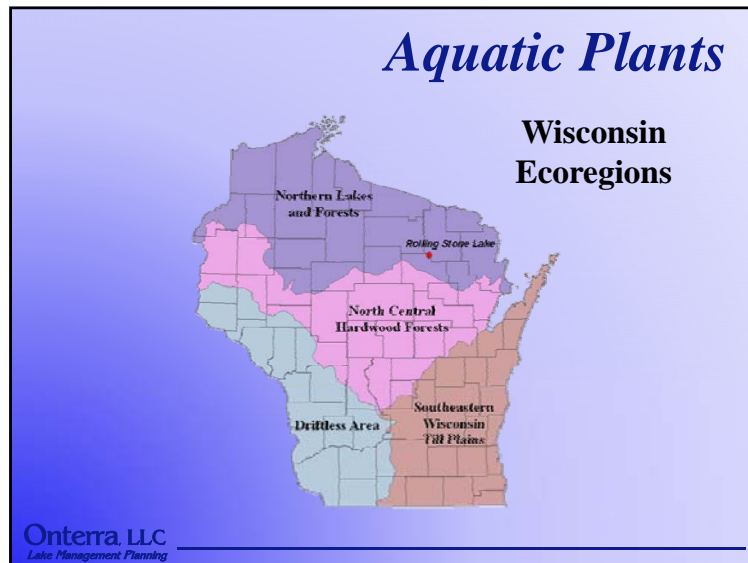 Aquatic Plants
Wisconsin
Ecoregions
Northern Lakes
and Forests
Rolling Stone Lake
North Central
Hardwood Forests
Driftless Area
Southeastern
Wisconsin
Till Plains
Onterra, LLC
Lake Management Planning